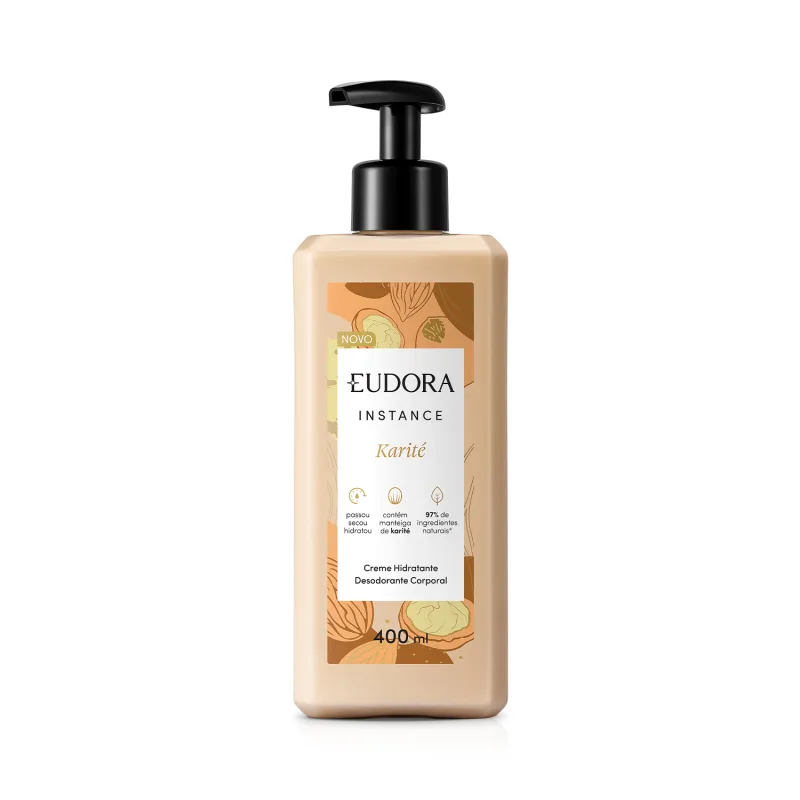 NOVO
EUDORA
INSTANCE
Karité
passou
secou
hidratou
contém
manteiga
de karité
97% de
ingredientes
naturais*
Creme Hidratante
Desodorante Corporal
400 ml